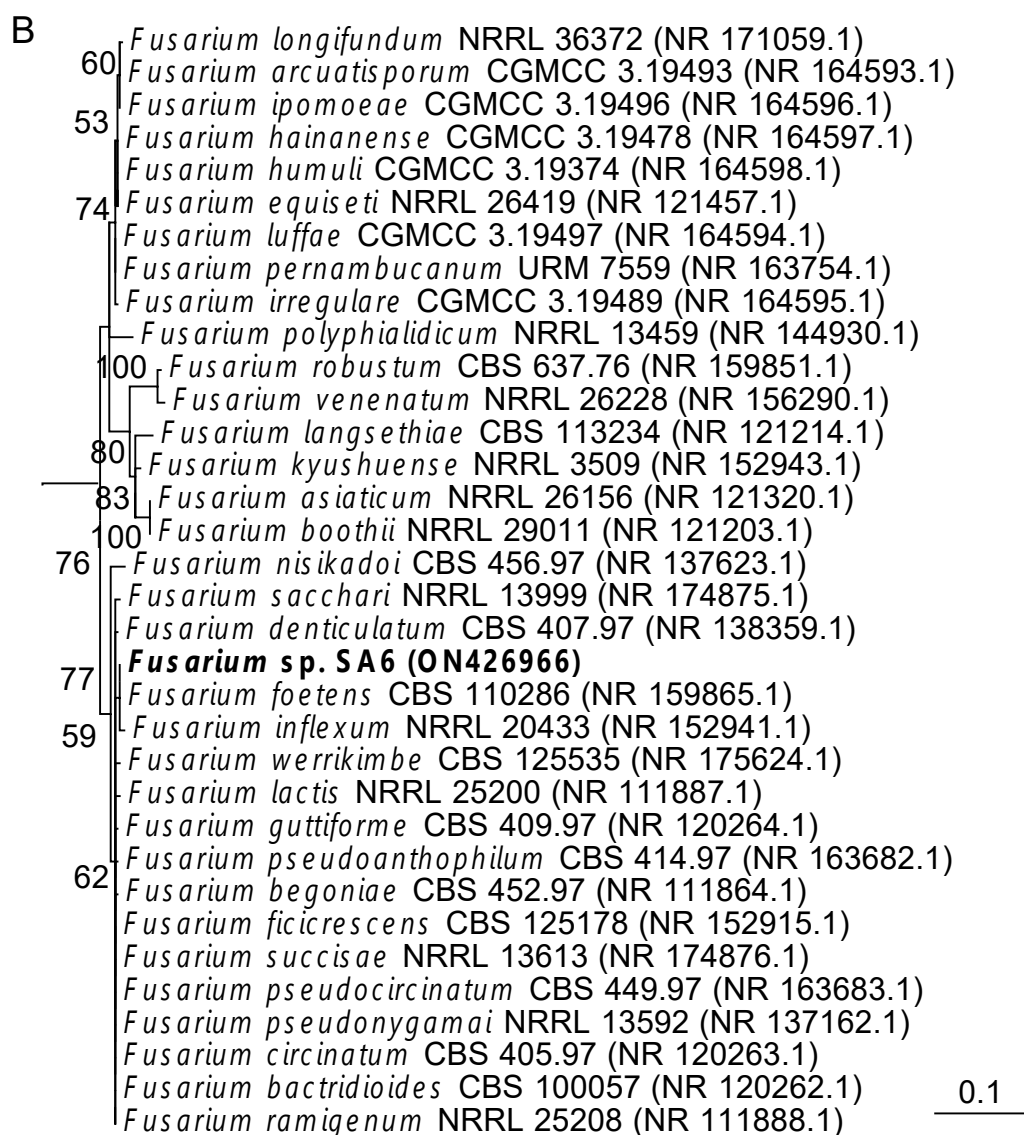 B
Fusarium longifundum NRRL 36372 (NR 171059.1)
60
Fusarium arcuatisporum CGMCC 3.19493 (NR 164593.1)
Fusarium ipomoeae CGMCC 3.19496 (NR 164596.1)
53
Fusarium hainanense CGMCC 3.19478 (NR 164597.1)
Fusarium humuli CGMCC 3.19374 (NR 164598.1)
74
Fusarium equiseti NRRL 26419 (NR 121457.1)
Fusarium luffae CGMCC 3.19497 (NR 164594.1)
Fusarium pernambucanum URM 7559 (NR 163754.1)
Fusarium irregulare CGMCC 3.19489 (NR 164595.1)
Fusarium polyphialidicum NRRL 13459 (NR 144930.1)
100
Fusarium robustum CBS 637.76 (NR 159851.1)
Fusarium venenatum NRRL 26228 (NR 156290.1)
Fusarium langsethiae CBS 113234 (NR 121214.1)
80
Fusarium kyushuense NRRL 3509 (NR 152943.1)
83
Fusarium asiaticum NRRL 26156 (NR 121320.1)
100
Fusarium boothii NRRL 29011 (NR 121203.1)
76
Fusarium nisikadoi CBS 456.97 (NR 137623.1)
Fusarium sacchari NRRL 13999 (NR 174875.1)
Fusarium denticulatum CBS 407.97 (NR 138359.1)
Fusarium sp. SA6 (ON426966)
77
Fusarium foetens CBS 110286 (NR 159865.1)
59
Fusarium inflexum NRRL 20433 (NR 152941.1)
Fusarium werrikimbe CBS 125535 (NR 175624.1)
Fusarium lactis NRRL 25200 (NR 111887.1)
Fusarium guttiforme CBS 409.97 (NR 120264.1)
Fusarium pseudoanthophilum CBS 414.97 (NR 163682.1)
62
Fusarium begoniae CBS 452.97 (NR 111864.1)
Fusarium ficicrescens CBS 125178 (NR 152915.1)
Fusarium succisae NRRL 13613 (NR 174876.1)
Fusarium pseudocircinatum CBS 449.97 (NR 163683.1)
Fusarium pseudonygamai NRRL 13592 (NR 137162.1)
Fusarium circinatum CBS 405.97 (NR 120263.1)
Fusarium bactridioides CBS 100057 (NR 120262.1)
0.1
Fusarium ramigenum NRRL 25208 (NR 111888.1)